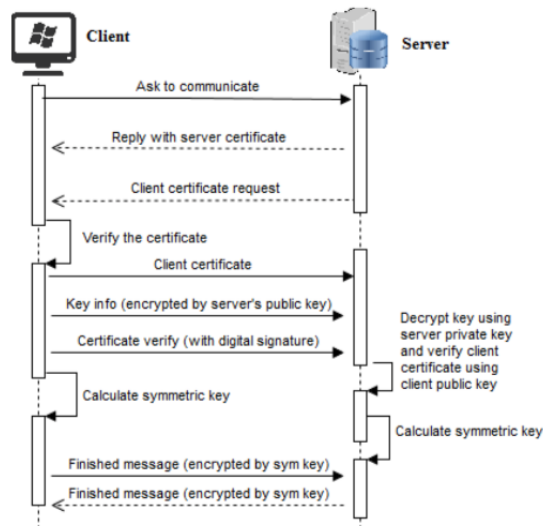 Client
Server
Ask to communicate
Reply with server certificate
Client certificate request
Verify the certificate
Client certificate
Key info (encrypted by server's public key)
Certificate verify (with digital signature)
Decrypt key using
server private key
and verify client
certificate using
client public key
Calculate symmetric key
Calculate symmetric key
Finished message (encrypted by sym key)
Finished message (encrypted by sym key)